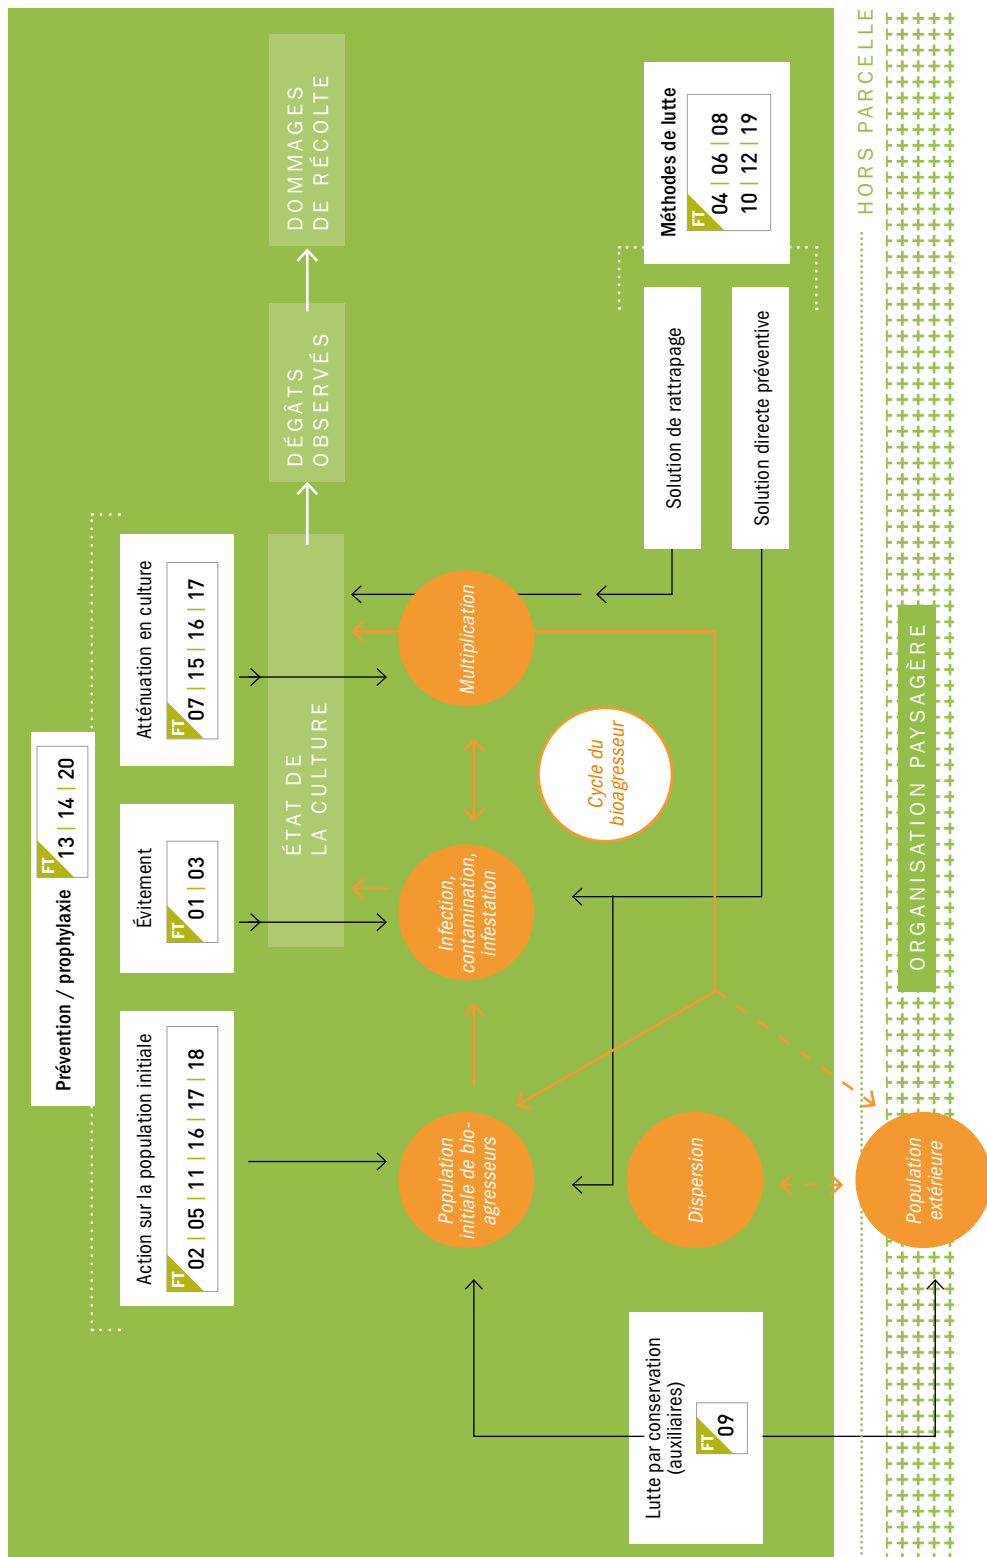 Prévention / prophylaxie
FT
13 | 14 | 20
Action sur la population initiale
FT
02 | 05 | 11 | 16 | 17 | 18
Évitement
FT
01 | 03
Atténuation en culture
FT
07 | 15 | 16 | 17
ÉTAT DE
LA CULTURE
DÉGÂTS
OBSERVÉS
DOMMAGES
DE RÉCOLTE
Population
initiale de bio-
agresseurs
Infection,
contamination,
infestation
Multiplication
Cycle du
bioagresseur
Dispersion
Population
extérieure
Lutte par conservation
(auxiliaires)
FT
09
Solution de rattrapage
Solution directe préventive
Méthodes de lutte
FT
04 | 06 | 08
10 | 12 | 19
HORS PARCELLE
ORGANISATION PAYSAGÈRE